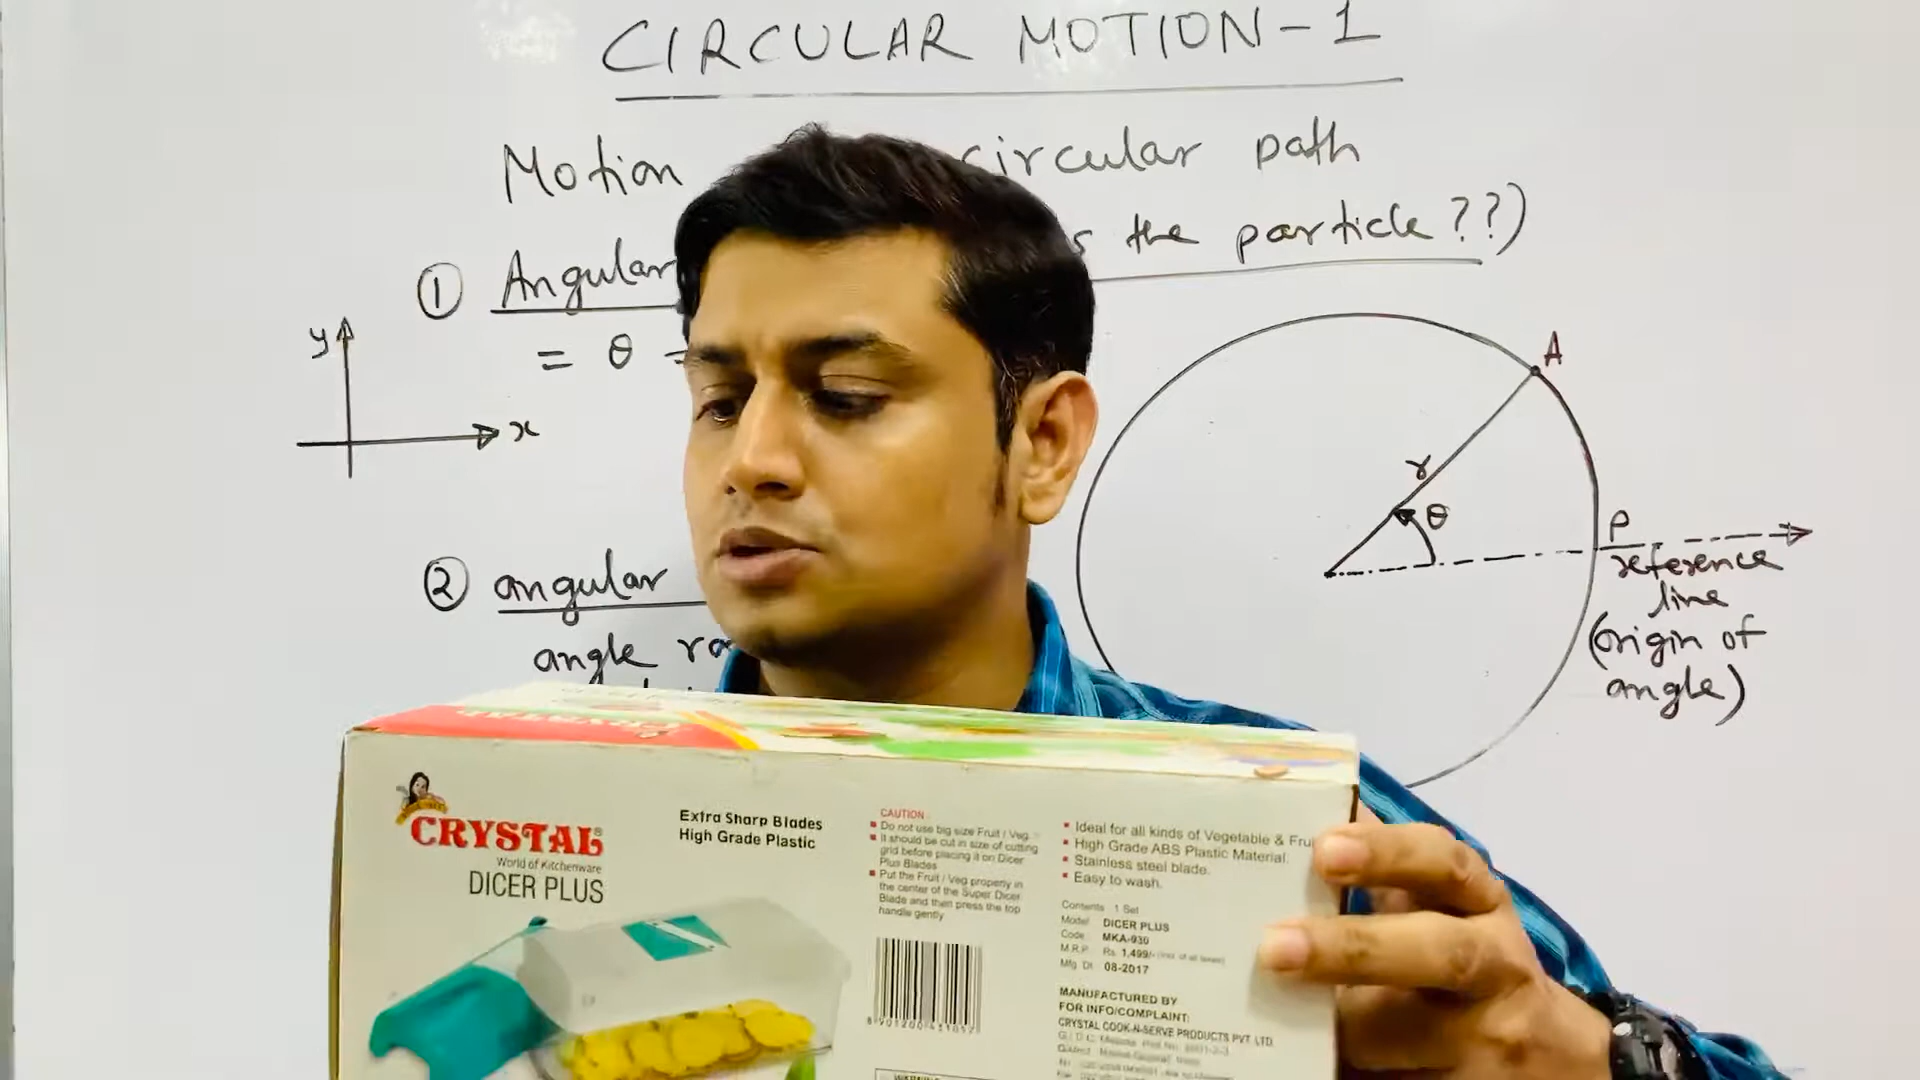 CIRCULAR MOTION-1
Motion circular path
① Angular s the particle??)
= θ =
y
x
A
r
θ
P
reference
line
(origin of
angle)
② angular
angle ro
CRYSTAL®
World of Kitchenware
DICER PLUS
Extra Sharp Blades
High Grade Plastic
CAUTION
Do not use big size Fruit / Veg.
It should be cut in size of cutting
grid before placing it on Dicer
Plus Blades
Put the Fruit / Veg properly in
the center of the Super Dicer
Blade and then press the top
handle gently
Ideal for all kinds of Vegetable & Fru
High Grade ABS Plastic Material.
Stainless steel blade.
Easy to wash.
Contents 1 Set
Model DICER PLUS
Code MKA-930
M.R.P. Rs. 1,499/-
Mfg. Dt. 08-2017
MANUFACTURED BY
FOR INFO/COMPLAINT:
CRYSTAL COOK-N-SERVE PRODUCTS PVT. LTD.